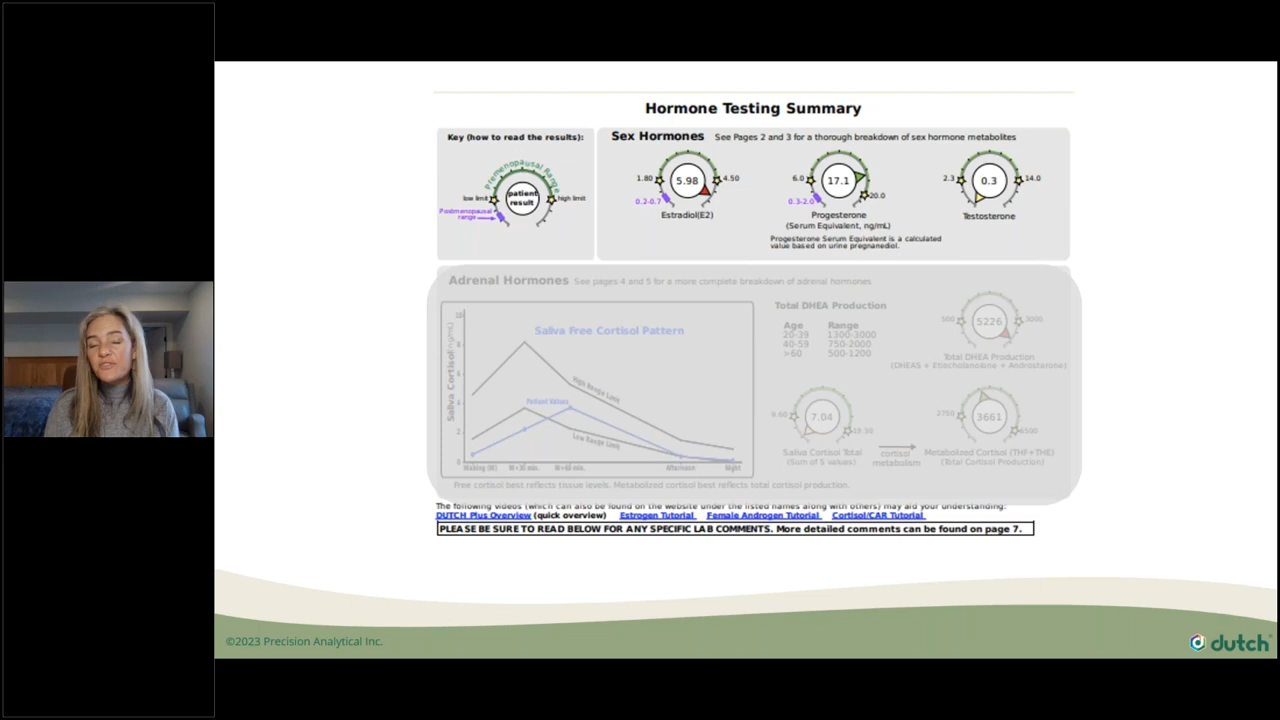 Hormone Testing Summary
Key (how to read the results):
Premenopausal Range
low limit
patient
result
high limit
Postmenopausal
range
Sex Hormones See Pages 2 and 3 for a thorough breakdown of sex hormone metabolites
1.80
5.98
4.50
0.2-0.7
Estradiol(E2)
6.0
17.1
20.0
0.3-2.0
Progesterone
(Serum Equivalent, ng/mL)
Progesterone Serum Equivalent is a calculated
value based on urine pregnanediol.
2.3
0.3
14.0
Testosterone
Adrenal Hormones See pages 4 and 5 for a more complete breakdown of adrenal hormones
Saliva Free Cortisol Pattern
Saliva Cortisol(ng/mL)
10
8
6
4
2
0
High Range Limit
Patient Values
Low Range Limit
Waking (W)
W+30 min.
W+60 min.
Afternoon
Night
Total DHEA Production
Age Range
20-39 1300-3000
40-59 750-2000
>60 500-1200
500
5226
3000
Total DHEA Production
(DHEAS + Etiocholanolone + Androsterone)
9.60
7.04
19.30
Saliva Cortisol Total
(Sum of 5 Values)
cortisol
metabolism
2750
3661
6500
Metabolized Cortisol (THF+THE)
(Total Cortisol Production)
Free cortisol best reflects tissue levels. Metabolized cortisol best reflects total cortisol production.
The following videos (which can also be found on the website under the listed names along with others) may aid your understanding:
DUTCH Plus Overview (quick overview) Estrogen Tutorial Female Androgen Tutorial Cortisol/CAR Tutorial
PLEASE BE SURE TO READ BELOW FOR ANY SPECIFIC LAB COMMENTS. More detailed comments can be found on page 7.
©2023 Precision Analytical Inc.
dutch